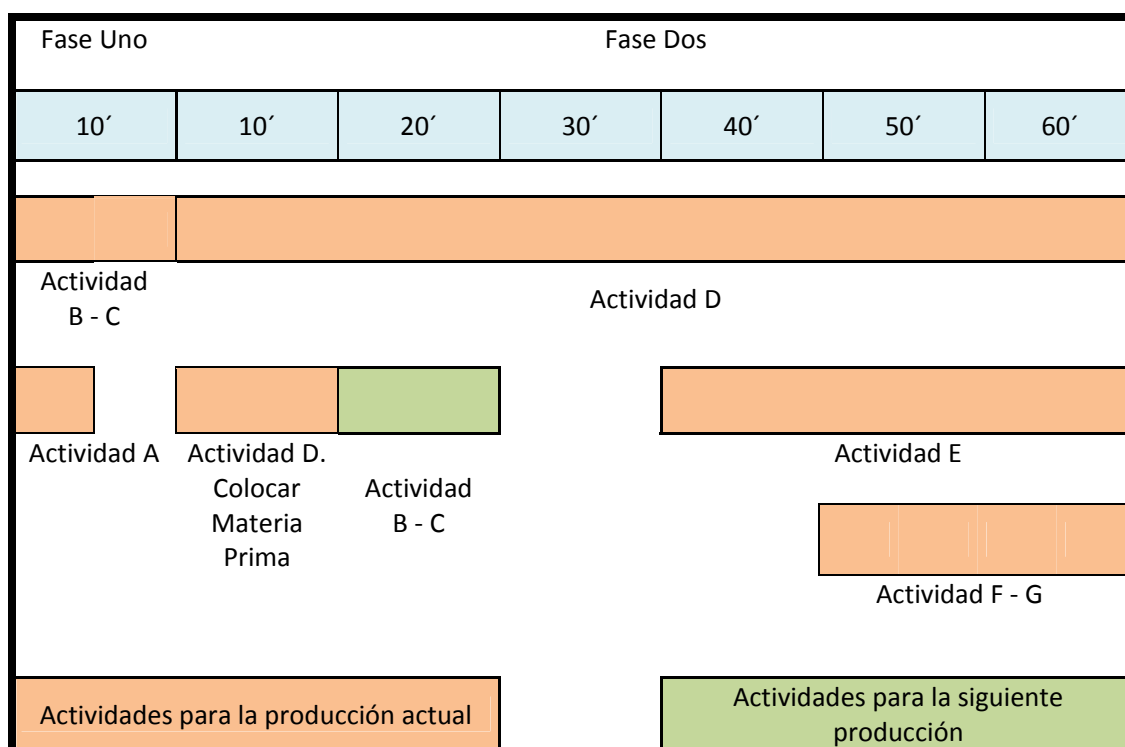 Fase Uno
Fase Dos
10´
10´
20´
30´
40´
50´
60´
Actividad
B - C
Actividad D
Actividad A
Actividad D.
Colocar
Materia
Prima
Actividad
B - C
Actividad E
Actividad F - G
Actividades para la producción actual
Actividades para la siguiente
producción